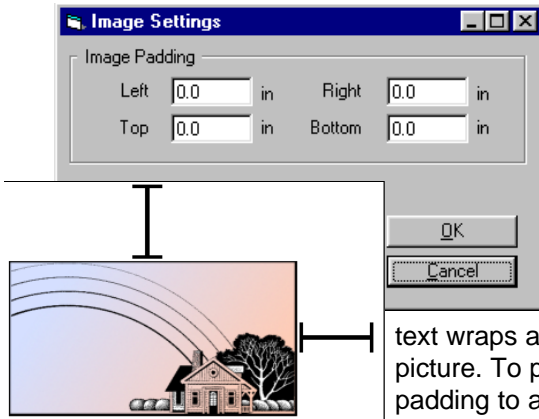 Image Settings
Image Padding
Left 0.0 in Right 0.0 in
Top 0.0 in Bottom 0.0 in
OK
Cancel
text wraps a
picture. To p
padding to a